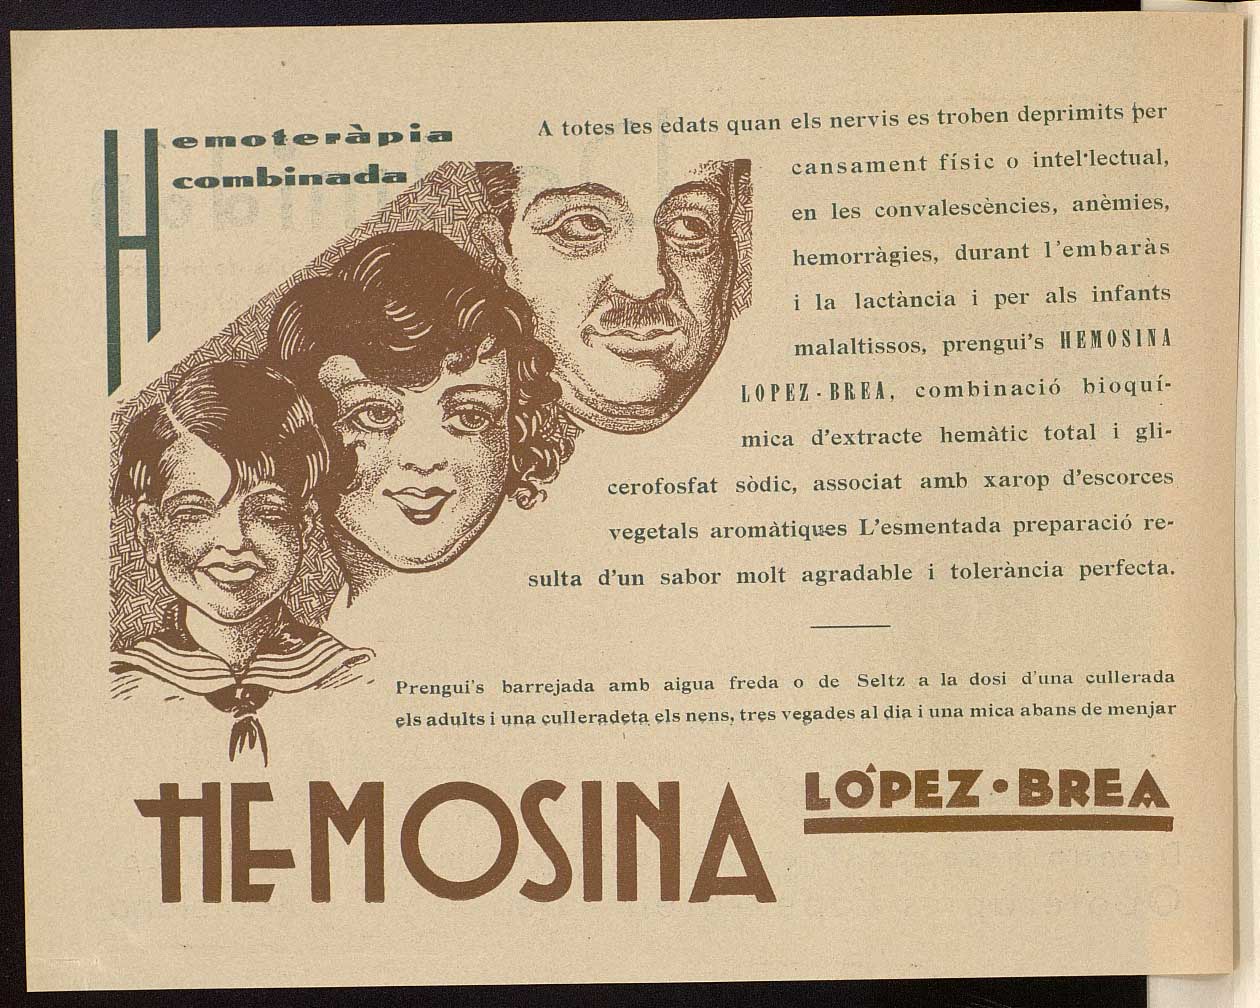 Hemoteràpia
combinada
A totes les edats quan els nervis es troben deprimits per
cansament físic o intel·lectual,
en les convalescències, anèmies,
hemorràgies, durant l'embaràs
i la lactància i per als infants
malaltissos, prengui's HEMOSINA
LOPEZ-BREA, combinació bioquí-
mica d'extracte hemàtic total i gli-
cerofosfat sòdic, associat amb xarop d'escorces
vegetals aromàtiques L'esmentada preparació re-
sulta d'un sabor molt agradable i tolerància perfecta.
Prengui's barrejada amb aigua freda o de Seltz a la dosi d'una cullerada
els adults i una culleradeta els nens, tres vegades al dia i una mica abans de menjar
HEMOSINA
LÓPEZ·BREA